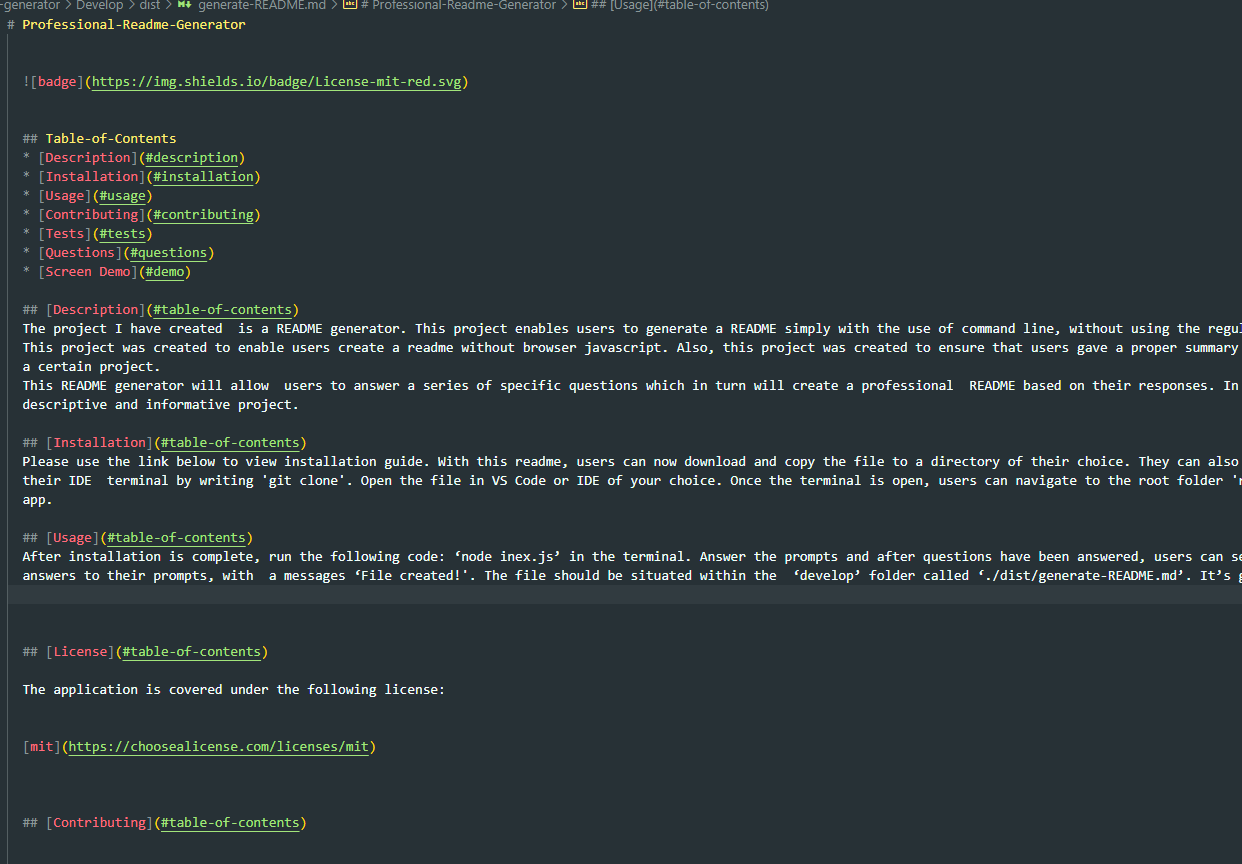 -generator > Develop > dist > generate-README.md > # Professional-Readme-Generator > ## [Usage](#table-of-contents)
# Professional-Readme-Generator
![badge](https://img.shields.io/badge/License-mit-red.svg)
## Table-of-Contents
* [Description](#description)
* [Installation](#installation)
* [Usage](#usage)
* [Contributing](#contributing)
* [Tests](#tests)
* [Questions](#questions)
* [Screen Demo](#demo)
## [Description](#table-of-contents)
The project I have created  is a README generator. This project enables users to generate a README simply with the use of command line, without using the
This project was created to enable users create a readme without browser javascript. Also, this project was created to ensure that users gave a proper summary
a certain project.
This README generator will allow  users to answer a series of specific questions which in turn will create a professional  README based on their responses. In
descriptive and informative project.
## [Installation](#table-of-contents)
Please use the link below to view installation guide. With this readme, users can now download and copy the file to a directory of their choice. They can also
their IDE  terminal by writing 'git clone'. Open the file in VS Code or IDE of your choice. Once the terminal is open, users can navigate to the root folder
app.
## [Usage](#table-of-contents)
After installation is complete, run the following code: ‘node inex.js’ in the terminal. Answer the prompts and after questions have been answered, users can
answers to their prompts, with  a messages ‘File created!'. The file should be situated within the  ‘develop’ folder called ‘./dist/generate-README.md’. It’s
## [License](#table-of-contents)
The application is covered under the following license:
[mit](https://choosealicense.com/licenses/mit)
## [Contributing](#table-of-contents)